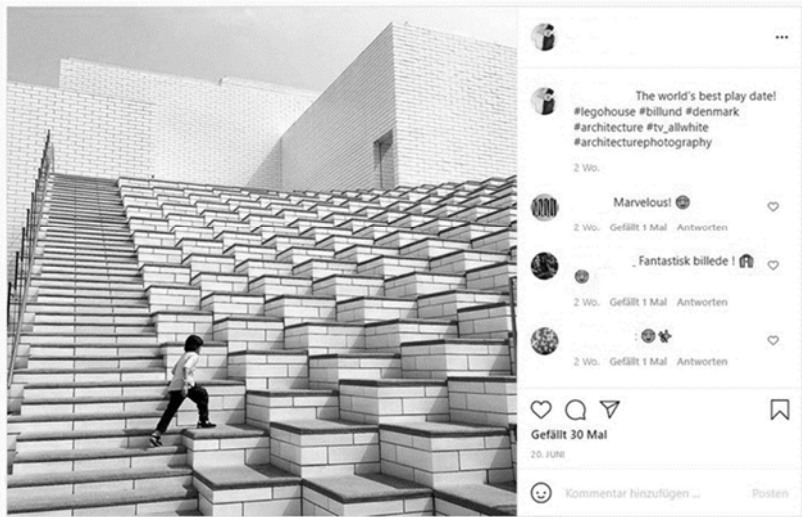 The world's best play date!
#legohouse #billund #denmark
#architecture #tv_allwhite
#architecturephotography
2 Wo.
Marvelous!
2 Wo. Gefällt 1 Mal Antworten
Fantastisk billede !
2 Wo. Gefällt 1 Mal Antworten
2 Wo. Gefällt 1 Mal Antworten
Gefällt 30 Mal
20. JUNI
Kommentar hinzufügen ... Posten